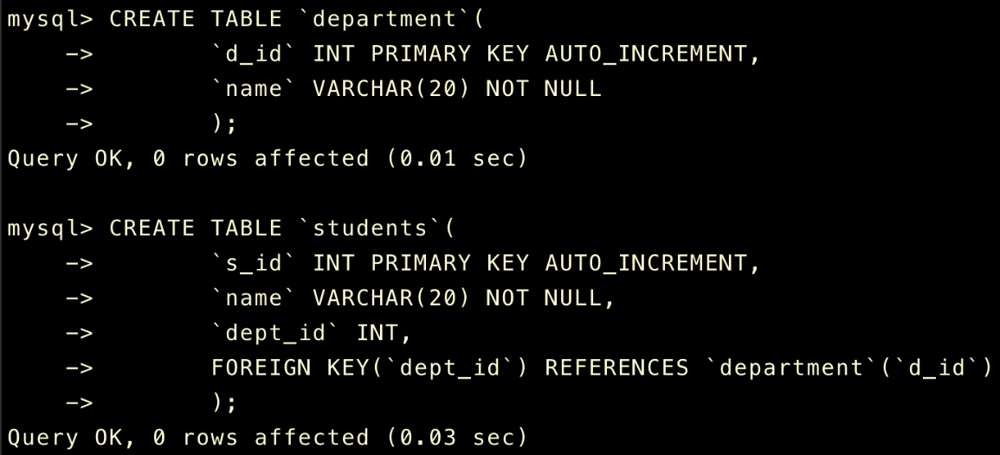 mysql> CREATE TABLE `department`(
    ->        `d_id` INT PRIMARY KEY AUTO_INCREMENT,
    ->        `name` VARCHAR(20) NOT NULL
    ->        );
Query OK, 0 rows affected (0.01 sec)

mysql> CREATE TABLE `students`(
    ->        `s_id` INT PRIMARY KEY AUTO_INCREMENT,
    ->        `name` VARCHAR(20) NOT NULL,
    ->        `dept_id` INT,
    ->        FOREIGN KEY(`dept_id`) REFERENCES `department`(`d_id`)
    ->        );
Query OK, 0 rows affected (0.03 sec)